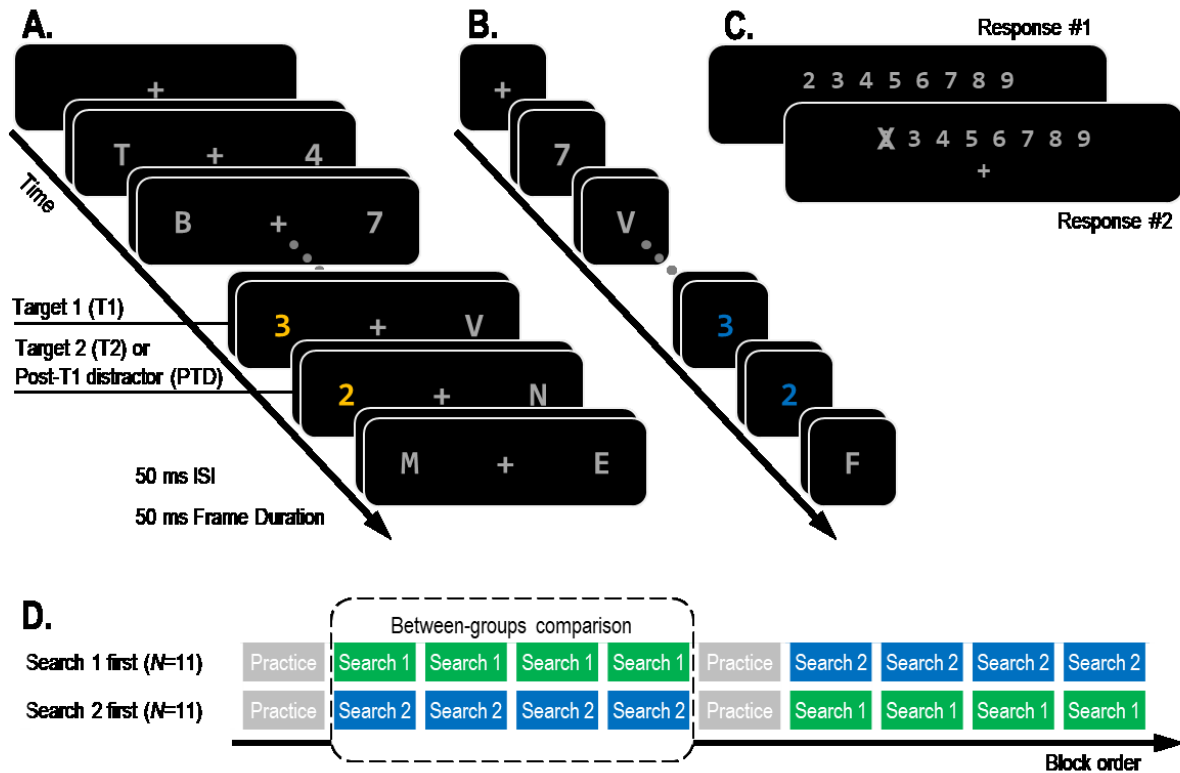 A.
+
T + 4
B + 7
Time
Target 1 (T1)
3 + V
Target 2 (T2) or
Post-T1 distractor (PTD)
2 + N
M + E
50 ms ISI
50 ms Frame Duration
B.
+
7
V
3
2
F
C.
Response #1
2 3 4 5 6 7 8 9
X 3 4 5 6 7 8 9
+
Response #2
D.
Between-groups comparison
Search 1 first (N=11) Practice Search 1 Search 1 Search 1 Search 1 Practice Search 2 Search 2 Search 2 Search 2
Search 2 first (N=11) Practice Search 2 Search 2 Search 2 Search 2 Practice Search 1 Search 1 Search 1 Search 1
Block order